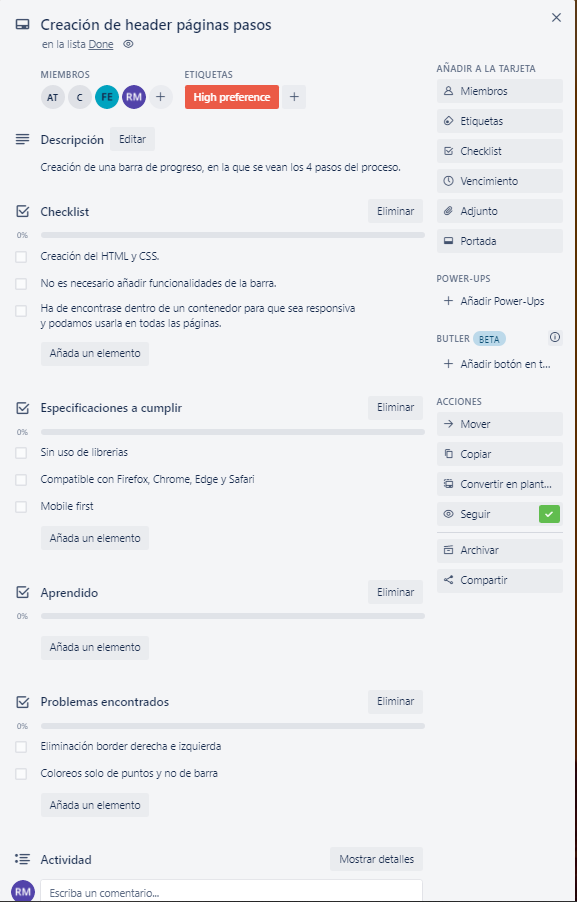 Creación de header páginas pasos
en la lista Done
MIEMBROS
ETIQUETAS
AT C FE RM +
High preference +
Descripción Editar
Creación de una barra de progreso, en la que se vean los 4 pasos del proceso.
Checklist Eliminar
0%
Creación del HTML y CSS.
No es necesario añadir funcionalidades de la barra.
Ha de encontrase dentro de un contenedor para que sea responsiva
y podamos usarla en todas las páginas.
Añada un elemento
Especificaciones a cumplir Eliminar
0%
Sin uso de librerias
Compatible con Firefox, Chrome, Edge y Safari
Mobile first
Añada un elemento
Aprendido Eliminar
0%
Añada un elemento
Problemas encontrados Eliminar
0%
Eliminación border derecha e izquierda
Coloreos solo de puntos y no de barra
Añada un elemento
Actividad Mostrar detalles
RM Escriba un comentario...
AÑADIR A LA TARJETA
Miembros
Etiquetas
Checklist
Vencimiento
Adjunto
Portada
POWER-UPS
+ Añadir Power-Ups
BUTLER BETA
+ Añadir botón en t...
ACCIONES
Mover
Copiar
Convertir en plant...
Seguir
Archivar
Compartir